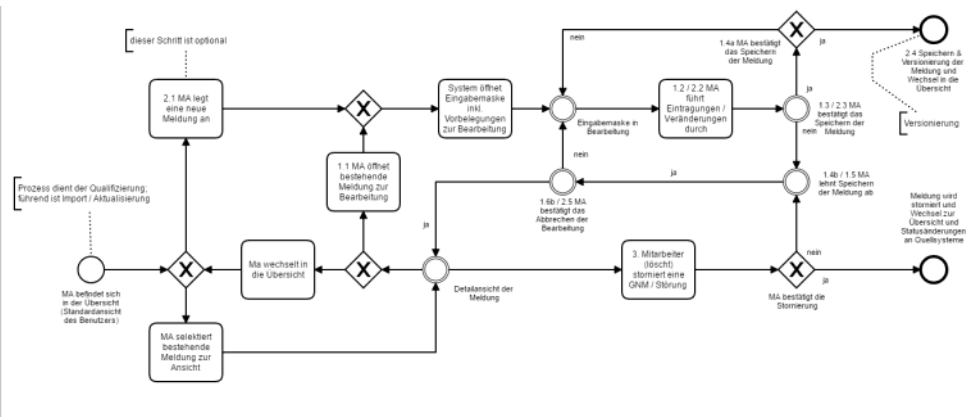 dieser Schritt ist optional
2.1 MA legt
eine neue
Meldung an
System öffnet
Eingabemaske
inkl.
Vorbelegungen
zur Bearbeitung
nein
1.4a MA bestätigt
das Speichern
der Meldung
ja
2.4 Speichern &
Versionierung der
Meldung und
Wechsel in die
Übersicht
Eingabemaske in
Bearbeitung
1.2 / 2.2 MA
führt
Eintragungen /
Veränderungen
durch
ja
1.3 / 2.3 MA
bestätigt das
Speichern der
Meldung
nein
Versionierung
Prozess dient der Qualifizierung;
führend ist Import / Aktualisierung
1.1 MA öffnet
bestehende
Meldung zur
Bearbeitung
nein
ja
1.6b / 2.5 MA
bestätigt das
Abbrechen der
Bearbeitung
1.4b / 1.5 MA
lehnt Speichern
der Meldung ab
ja
Meldung wird
storniert und
Wechsel zur
Übersicht und
Statusänderungen
an Quellsysteme
MA befindet sich
in der Übersicht
(Standardansicht
des Benutzers)
Ma wechselt in
die Übersicht
Detailansicht der
Meldung
3. Mitarbeiter
(löscht)
storniert eine
GNM / Störung
nein
ja
MA bestätigt die
Stornierung
MA selektiert
bestehende
Meldung zur
Ansicht